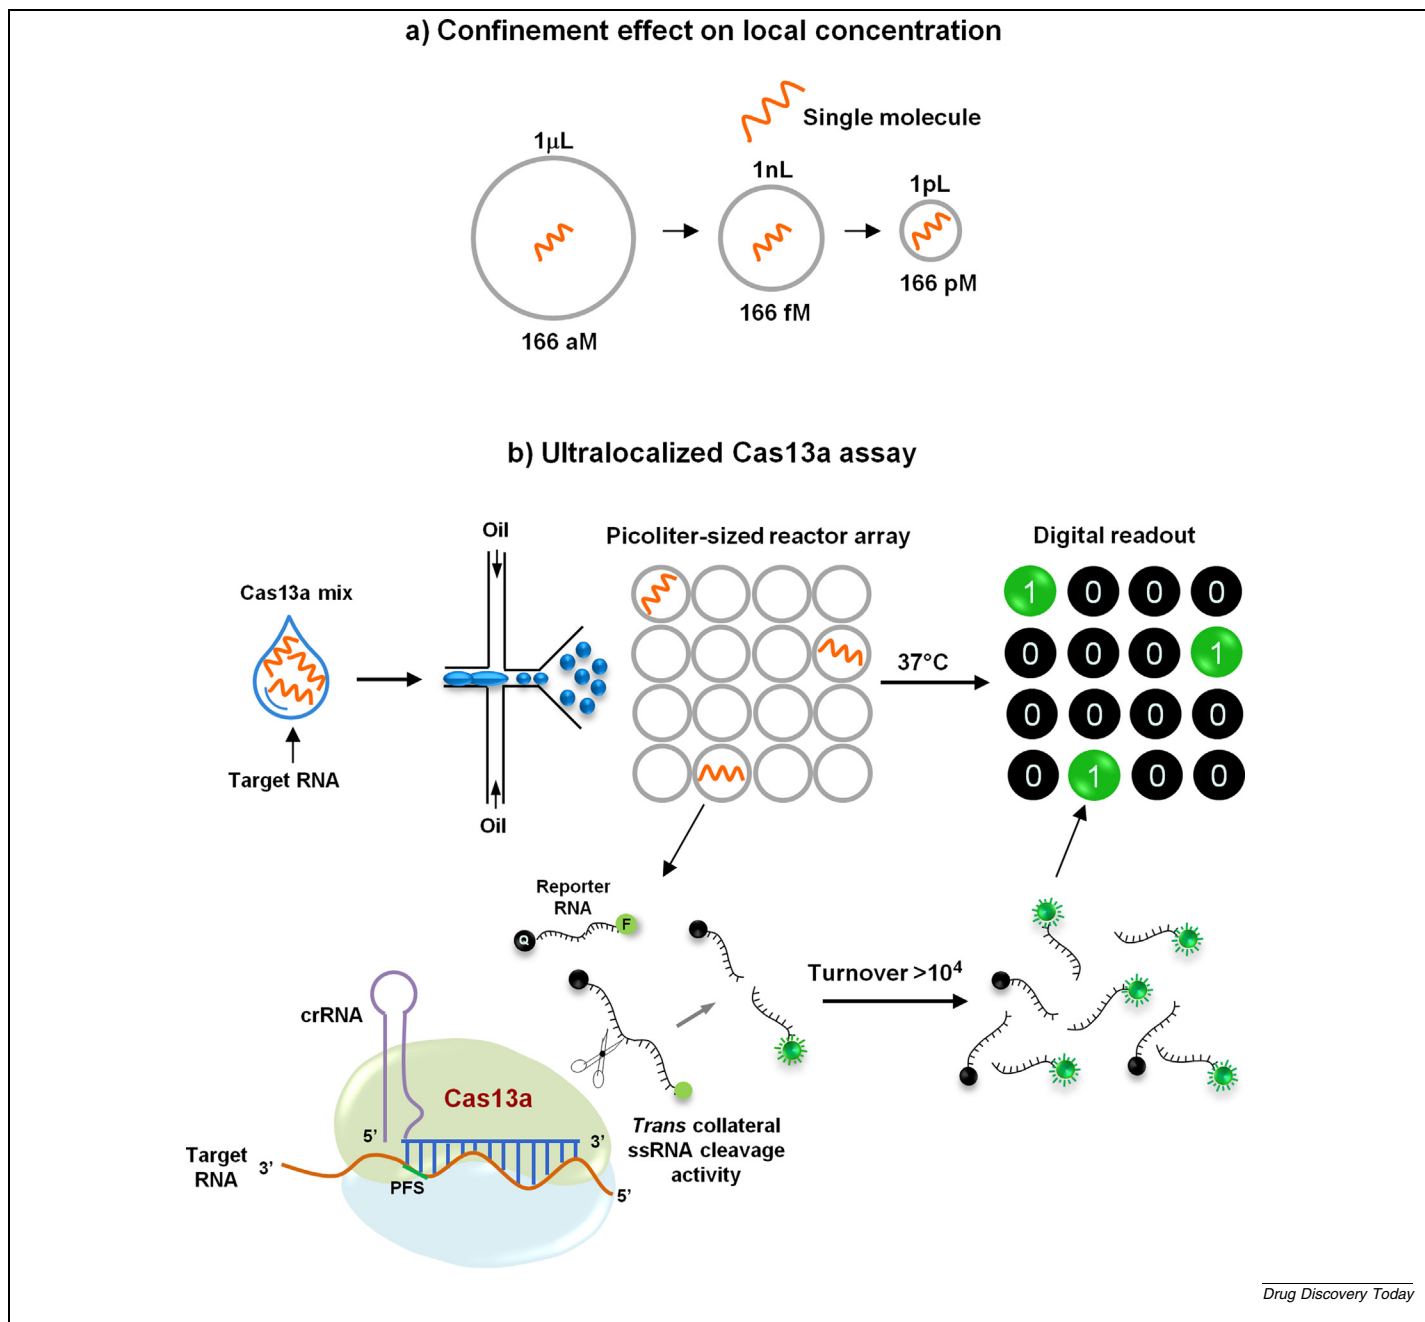 a) Confinement effect on local concentration
Single molecule
1μL
1nL
1pL
166 aM
166 fM
166 pM
b) Ultralocalized Cas13a assay
Oil
Picoliter-sized reactor array
Digital readout
Cas13a mix
37°C
Target RNA
Oil
1 0 0 0
0 0 0 1
0 0 0 0
0 1 0 0
Reporter
RNA
Q
F
Turnover >10⁴
crRNA
Cas13a
Trans collateral
ssRNA cleavage
activity
5’
3’
Target
RNA
3’
PFS
5’
Drug Discovery Today